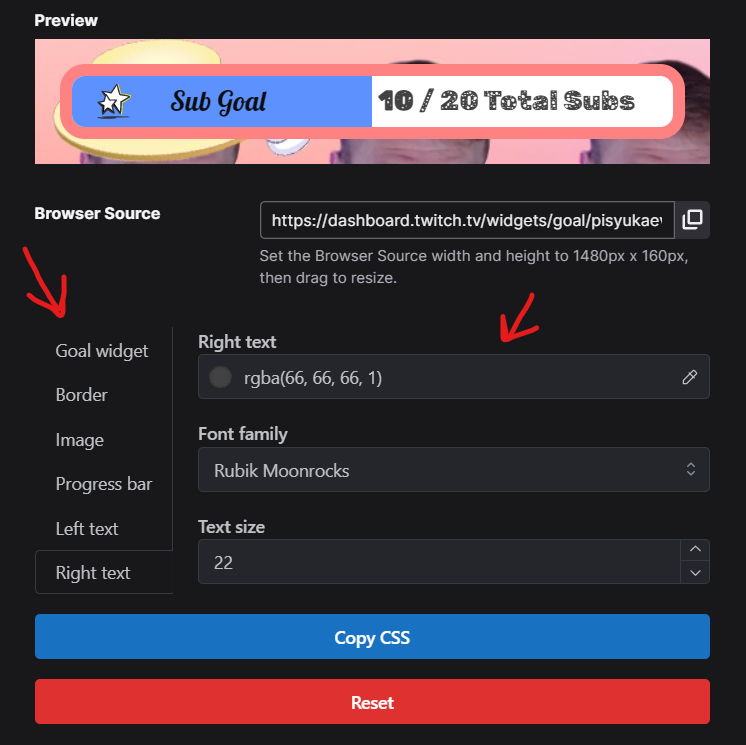 Preview
Sub Goal
10 / 20 Total Subs
Browser Source
https://dashboard.twitch.tv/widgets/goal/pisyukaev
Set the Browser Source width and height to 1480px x 160px,
then drag to resize.
Goal widget
Border
Image
Progress bar
Left text
Right text
Right text
rgba(66, 66, 66, 1)
Font family
Rubik Moonrocks
Text size
22
Copy CSS
Reset